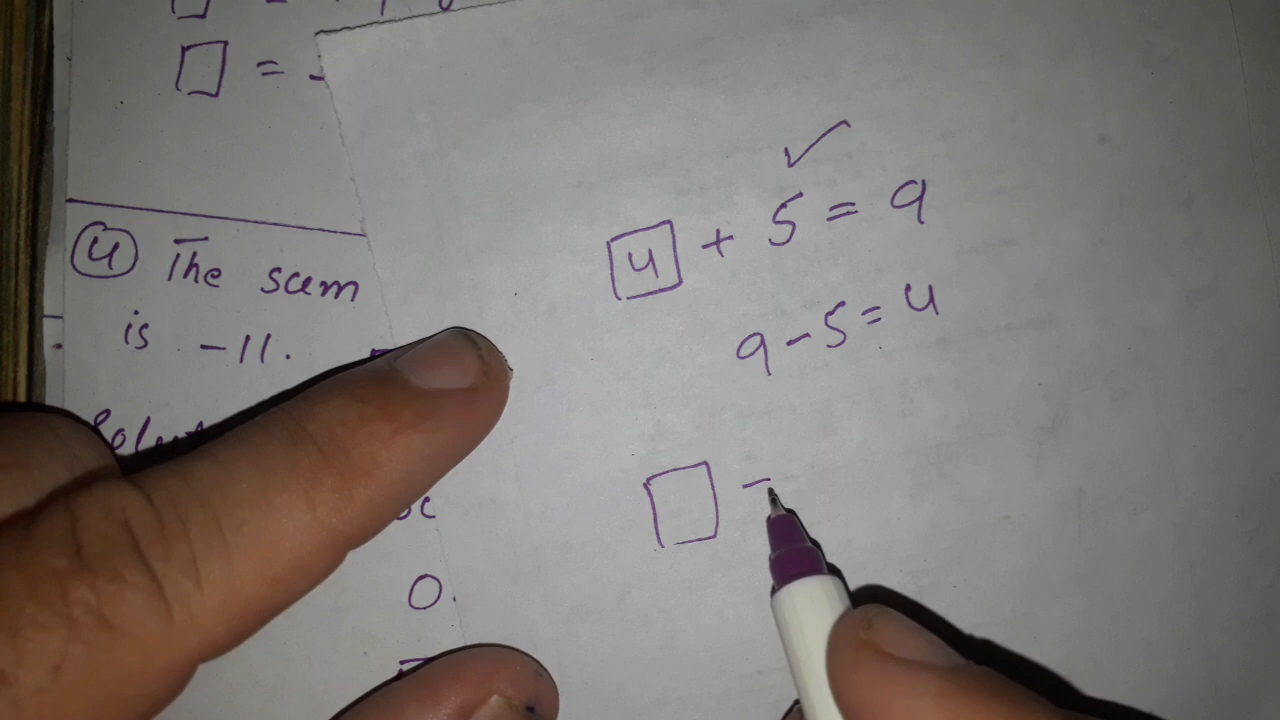 □ =
④ The sum
is -11.
4 + 5 = 9
9 - 5 = 4
□ -
0.